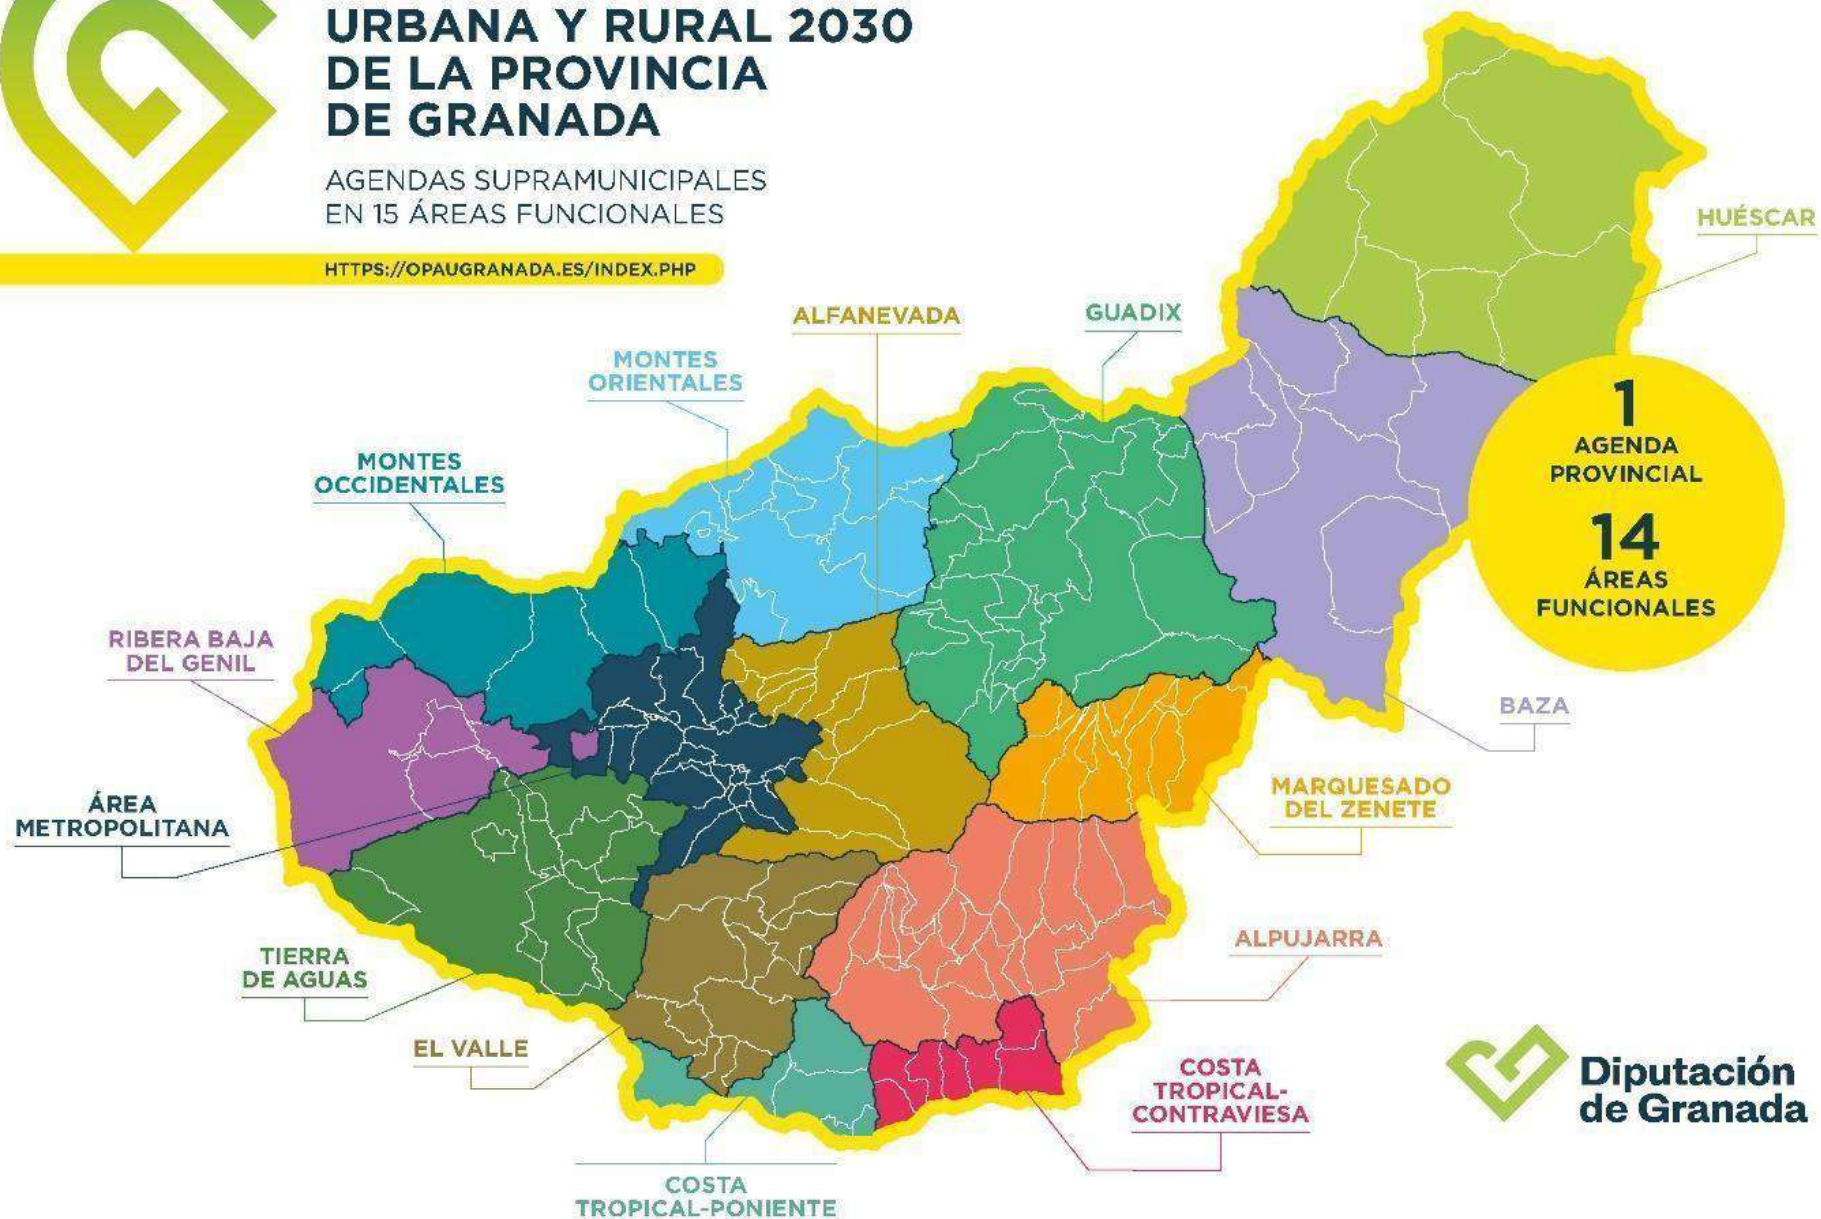 URBANA Y RURAL 2030
DE LA PROVINCIA
DE GRANADA
AGENDAS SUPRAMUNICIPALES
EN 15 ÁREAS FUNCIONALES
HTTPS://OPAUGRANADA.ES/INDEX.PHP
HUÉSCAR
ALFANEVADA
GUADIX
MONTES
ORIENTALES
1
AGENDA
PROVINCIAL
14
ÁREAS
FUNCIONALES
MONTES
OCCIDENTALES
RIBERA BAJA
DEL GENIL
BAZA
ÁREA
METROPOLITANA
MARQUESADO
DEL ZENETE
TIERRA
DE AGUAS
ALPUJARRA
EL VALLE
COSTA
TROPICAL-
CONTRAVIESA
Diputación
de Granada
COSTA
TROPICAL-PONIENTE